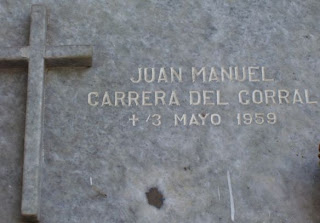 JUAN MANUEL
CARRERA DEL CORRAL
+ 13 MAYO 1959